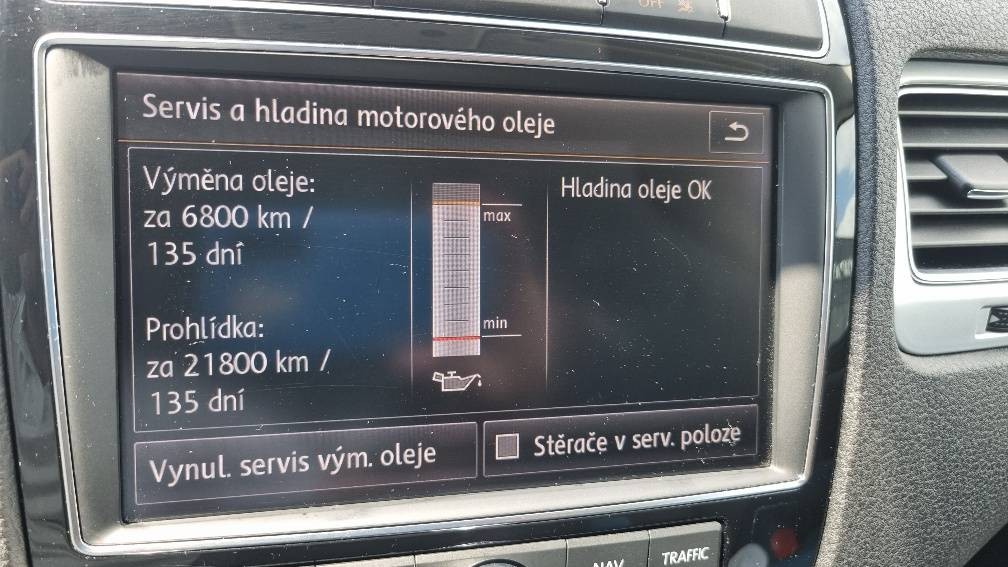 OFF
Servis a hladina motorového oleje
Výměna oleje:
za 6800 km /
135 dní
Prohlídka:
za 21800 km /
135 dní
max
min
Hladina oleje OK
Vynul. servis vým. oleje
Stěrače v serv. poloze
NAV
TRAFFIC